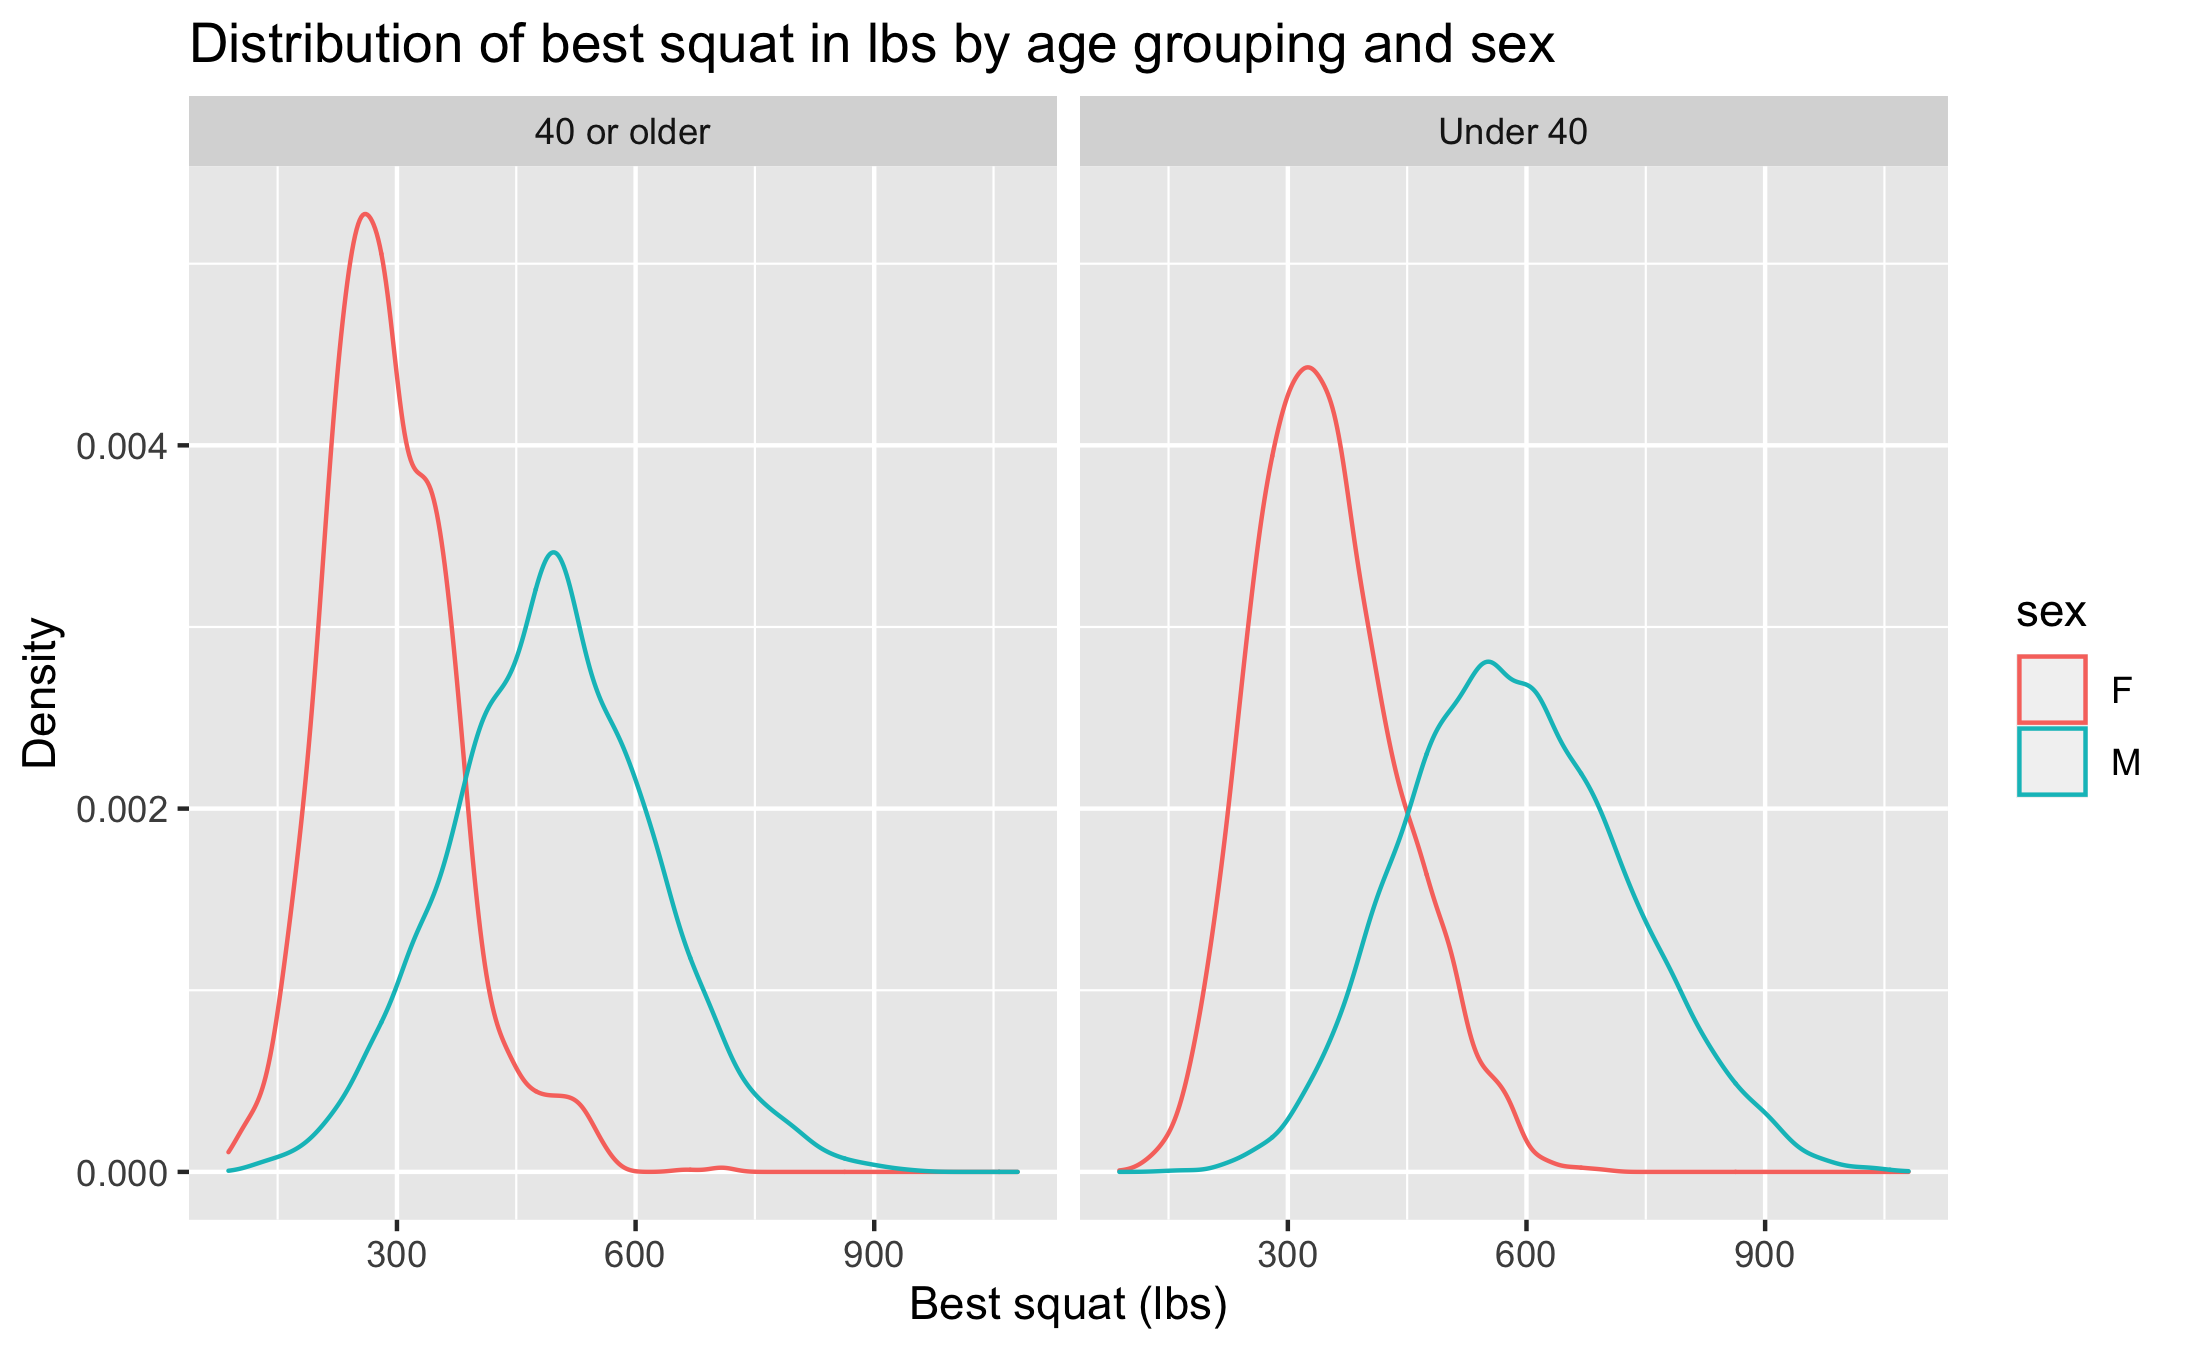 Distribution of best squat in lbs by age grouping and sex
40 or older
Under 40
Density
0.004
0.002
0.000
300 600 900
300 600 900
Best squat (lbs)
sex
F
M